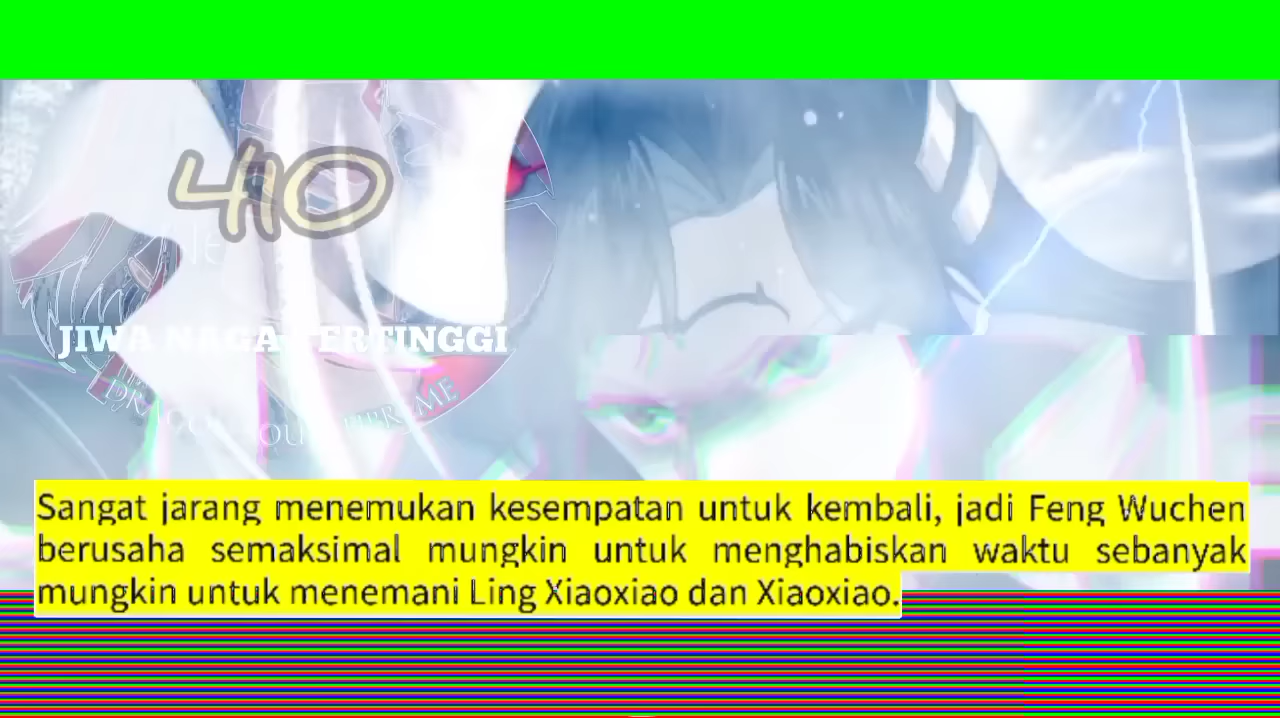 410
JIWA NAGA TERTINGGI
Sangat jarang menemukan kesempatan untuk kembali, jadi Feng Wuchen
berusaha semaksimal mungkin untuk menghabiskan waktu sebanyak
mungkin untuk menemani Ling Xiaoxiao dan Xiaoxiao.